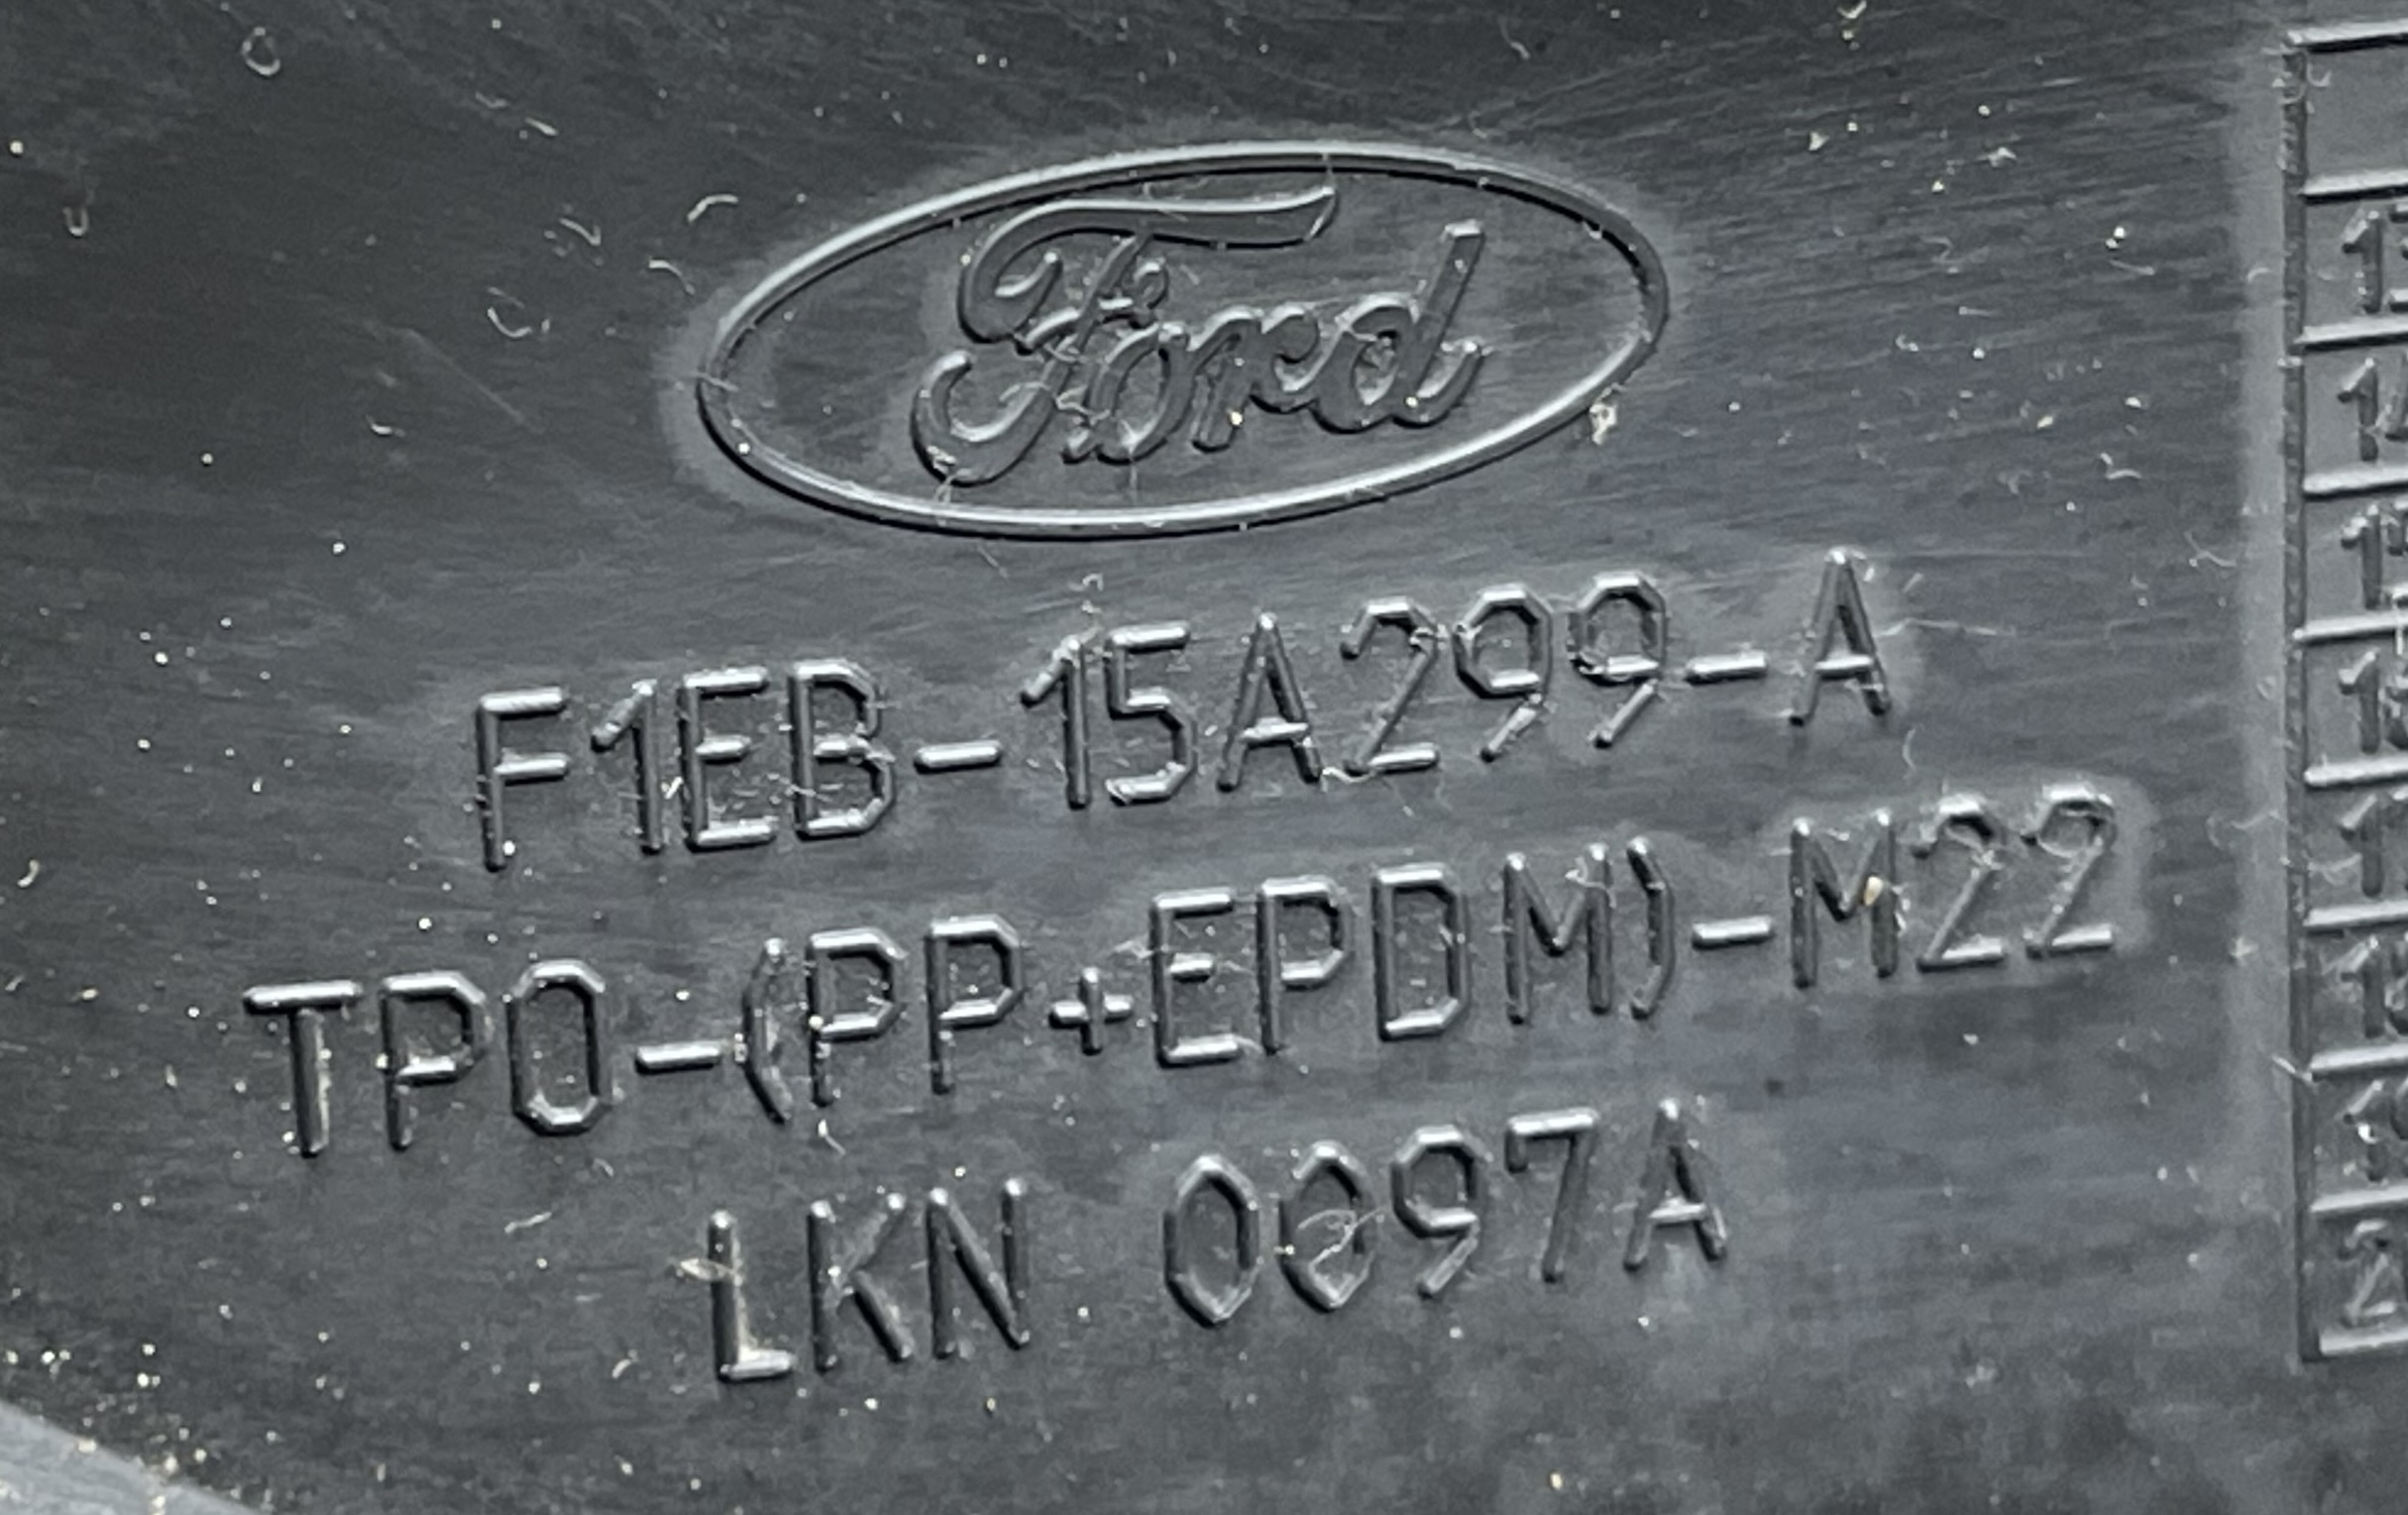 Ford
F1EB-15A299-A
TPO-(PP+EPDM)-M22
LKN 0097A